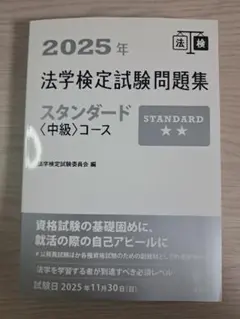 2025年
法検
法学検定試験問題集
スタンダード
〈中級〉コース
STANDARD
★★
法学検定試験委員会 編
資格試験の基礎固めに、
就活の際の自己アピールに
法学を学習する者が到達すべき必須レベル
試験日 2025年11月30日(日)